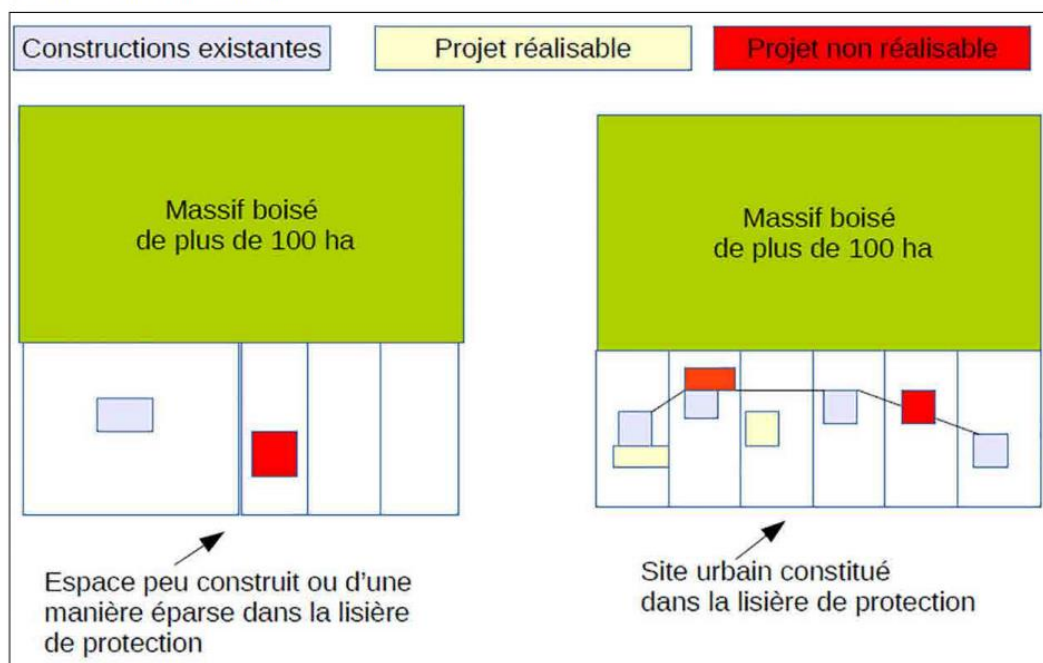 Constructions existantes
Projet réalisable
Projet non réalisable
Massif boisé
de plus de 100 ha
Massif boisé
de plus de 100 ha
Espace peu construit ou d'une
manière éparse dans la lisière
de protection
Site urbain constitué
dans la lisière de protection